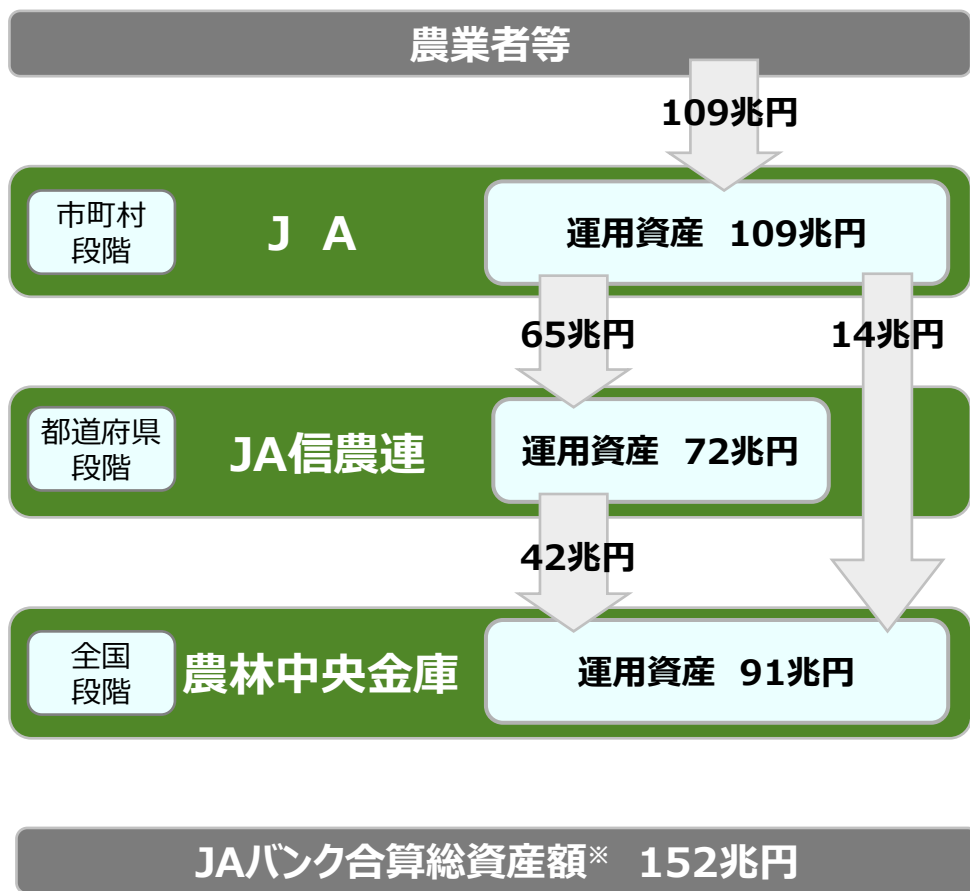 農業者等
109兆円
市町村
段階
J A
運用資産 109兆円
65兆円
14兆円
都道府県
段階
JA信農連
運用資産 72兆円
42兆円
全国
段階
農林中央金庫
運用資産 91兆円
JAバンク合算総資産額※ 152兆円